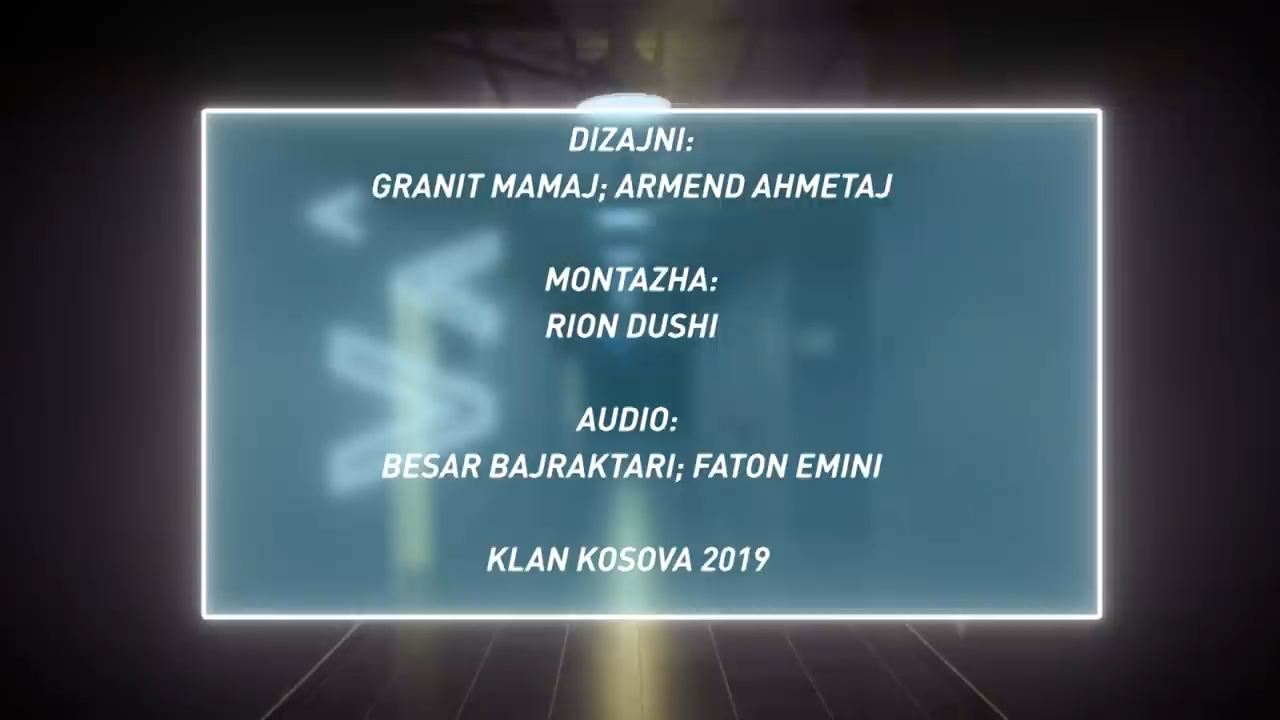 DIZAJNI:
GRANIT MAMAJ; ARMEND AHMETAJ
MONTAZHA:
RION DUSHI
AUDIO:
BESAR BAJRAKTARI; FATON EMINI
KLAN KOSOVA 2019